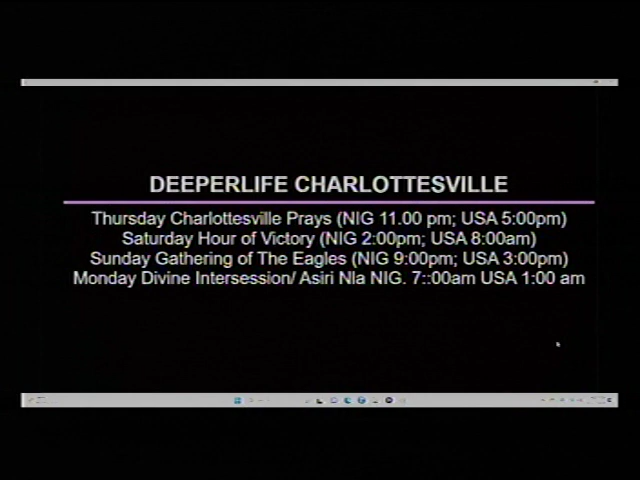 DEEPERLIFE CHARLOTTESVILLE
Thursday Charlottesville Prays (NIG 11.00 pm; USA 5:00pm)
Saturday Hour of Victory (NIG 2:00pm; USA 8:00am)
Sunday Gathering of The Eagles (NIG 9:00pm; USA 3:00pm)
Monday Divine Intersession/ Asiri Nla NIG. 7::00am USA 1:00 am